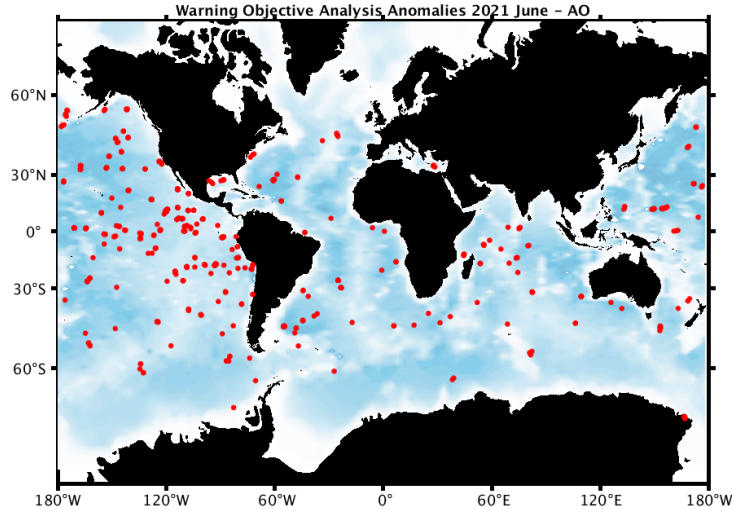 Warning Objective Analysis Anomalies 2021 June – AO
60°N
30°N
0°
30°S
60°S
180°W 120°W 60°W 0° 60°E 120°E 180°W